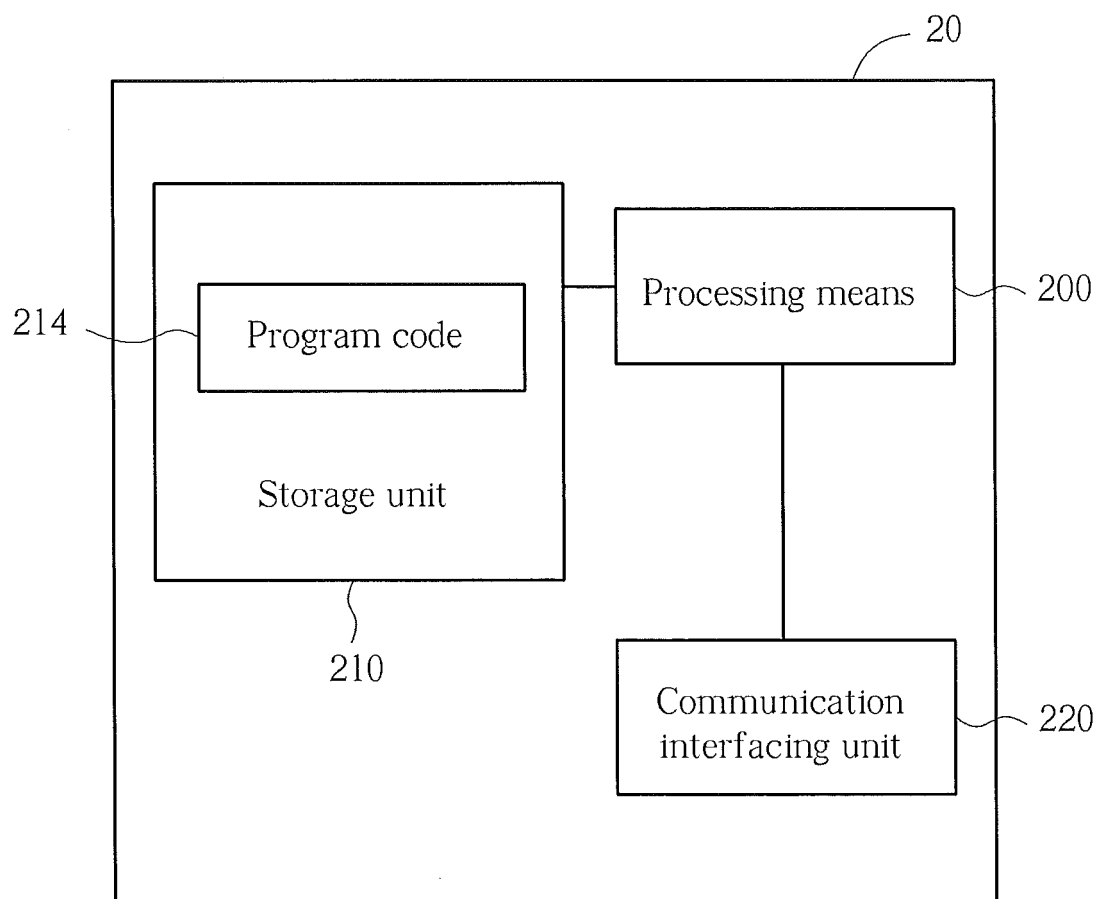 20
Processing means
200
214
Program code
Storage unit
210
Communication
interfacing unit
220